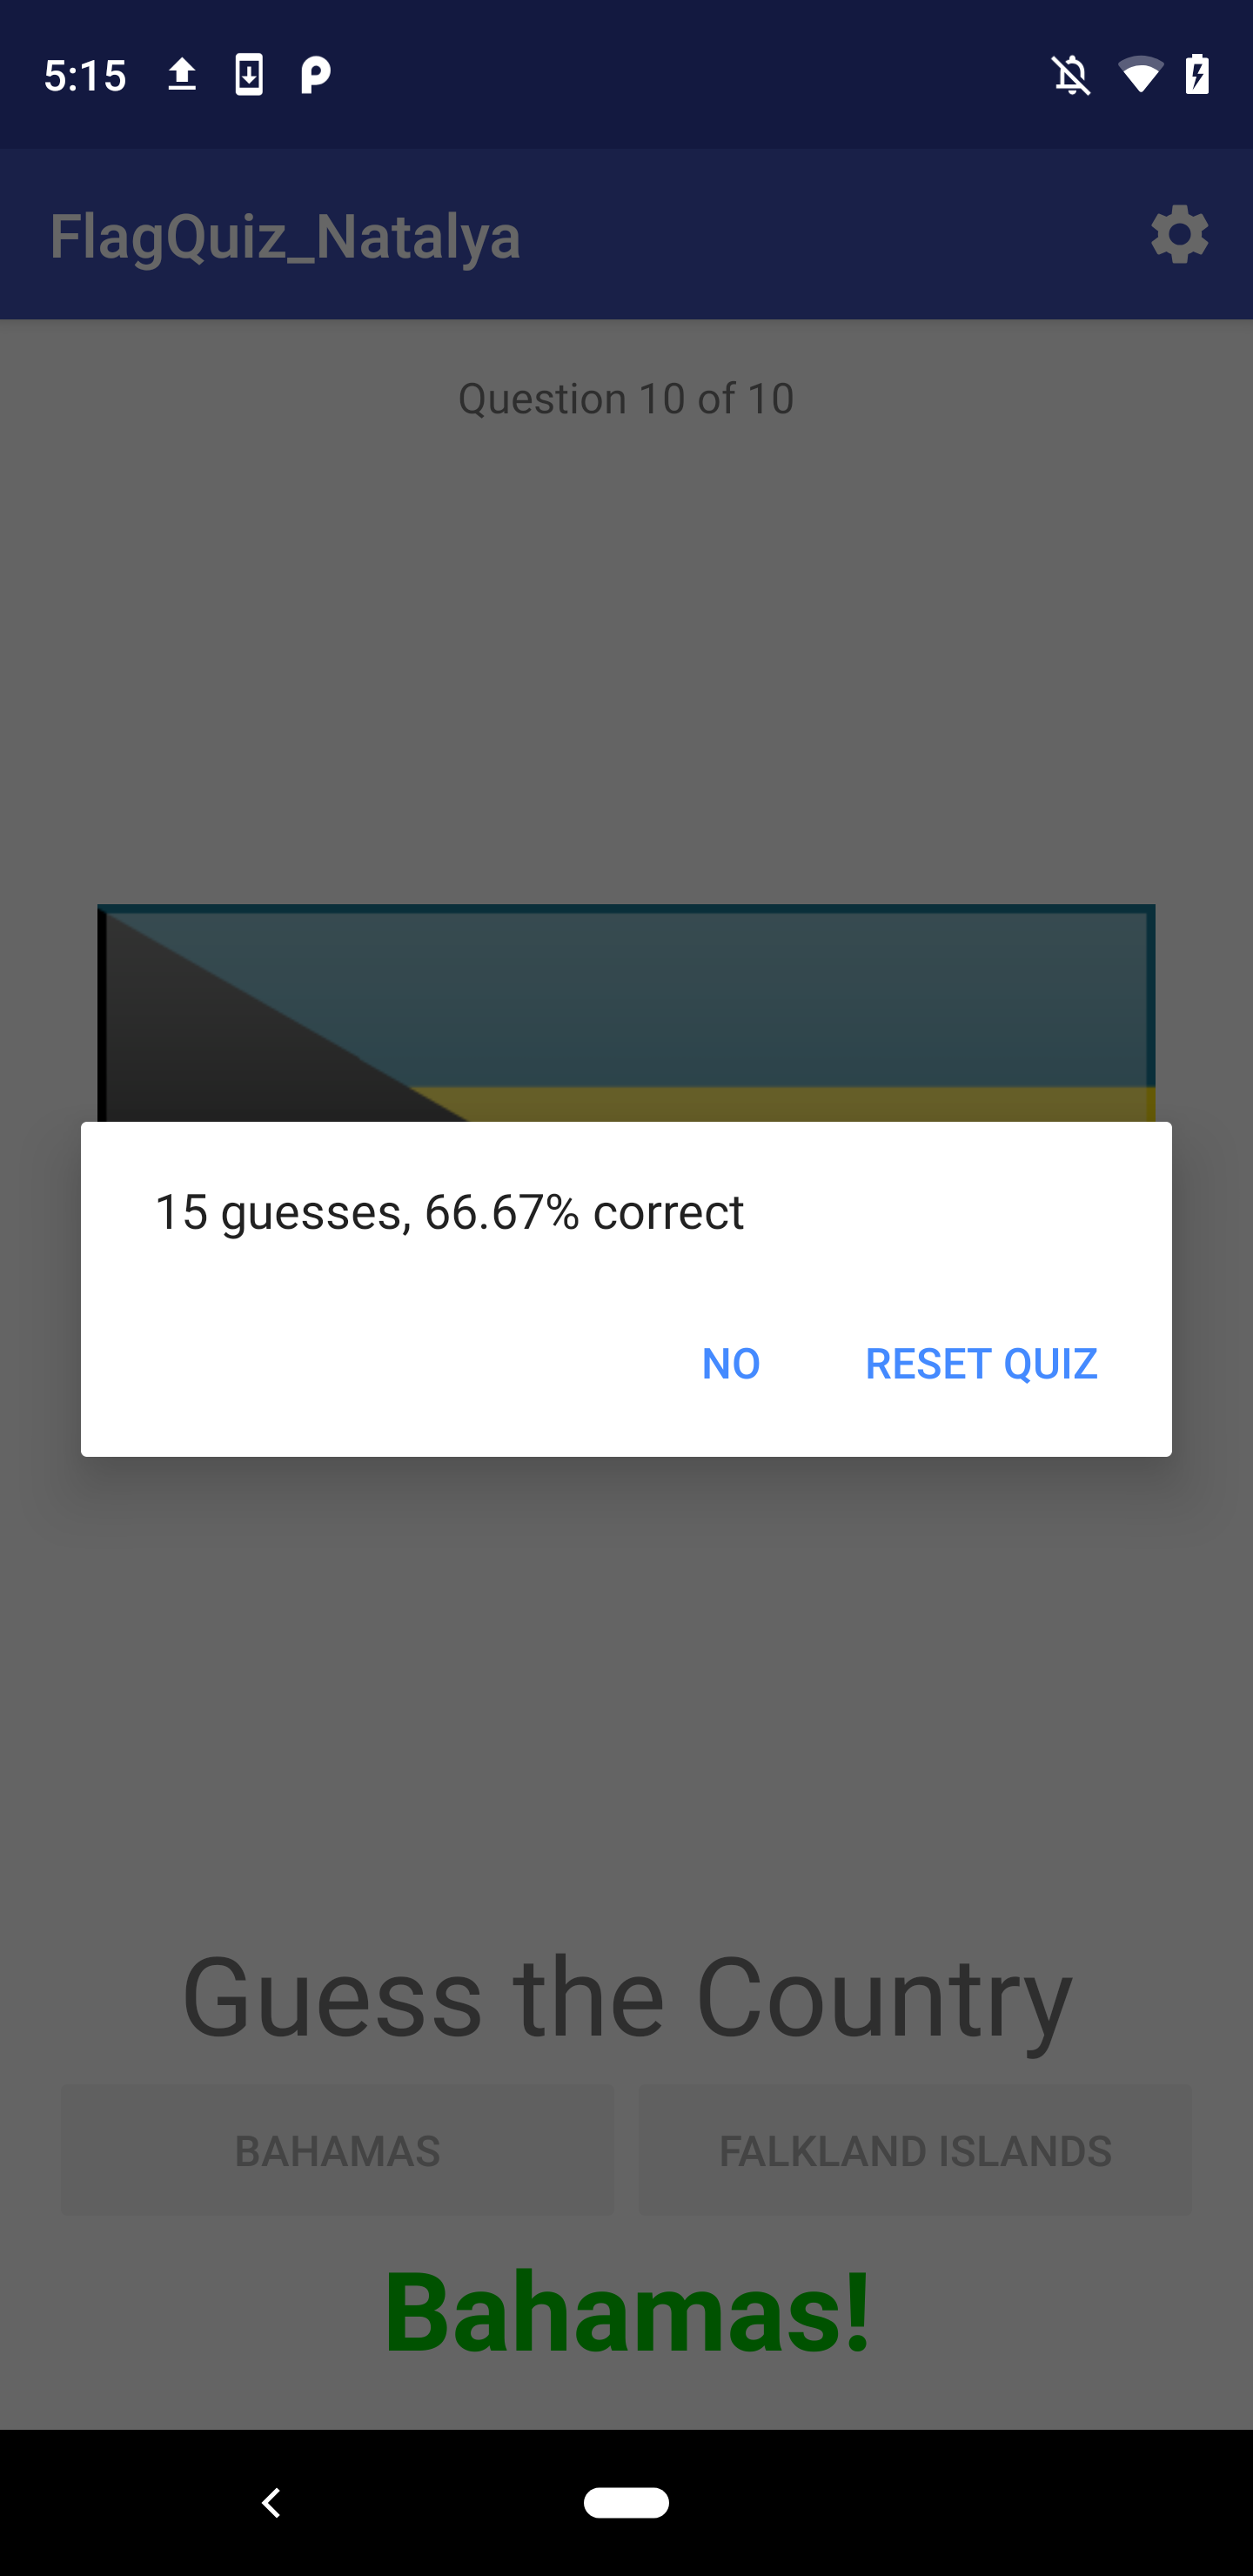 5:15
FlagQuiz_Natalya
Question 10 of 10
15 guesses, 66.67% correct
NO RESET QUIZ
Guess the Country
BAHAMAS FALKLAND ISLANDS
Bahamas!